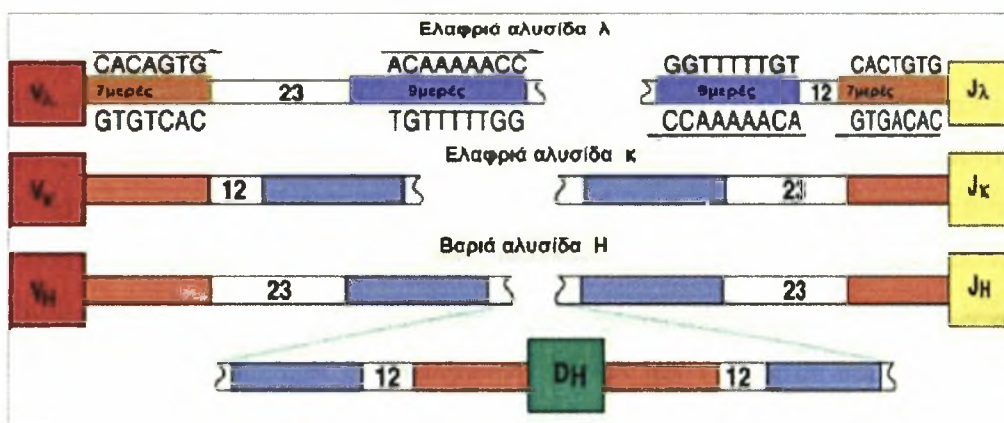 Ελαφριά αλυσίδα λ
CACAGTG ACAAAAACC GGTTTTTGT CACTGTG
Vλ 7μερές 23 9μερές 9μερές 12 7μερές Jλ
GTGTCAC TGTTTTTGG CCAAAAACA GTGACAC
Ελαφριά αλυσίδα κ
Vκ 12 23 Jκ
Βαριά αλυσίδα H
VH 23 23 JH
12 DH 12